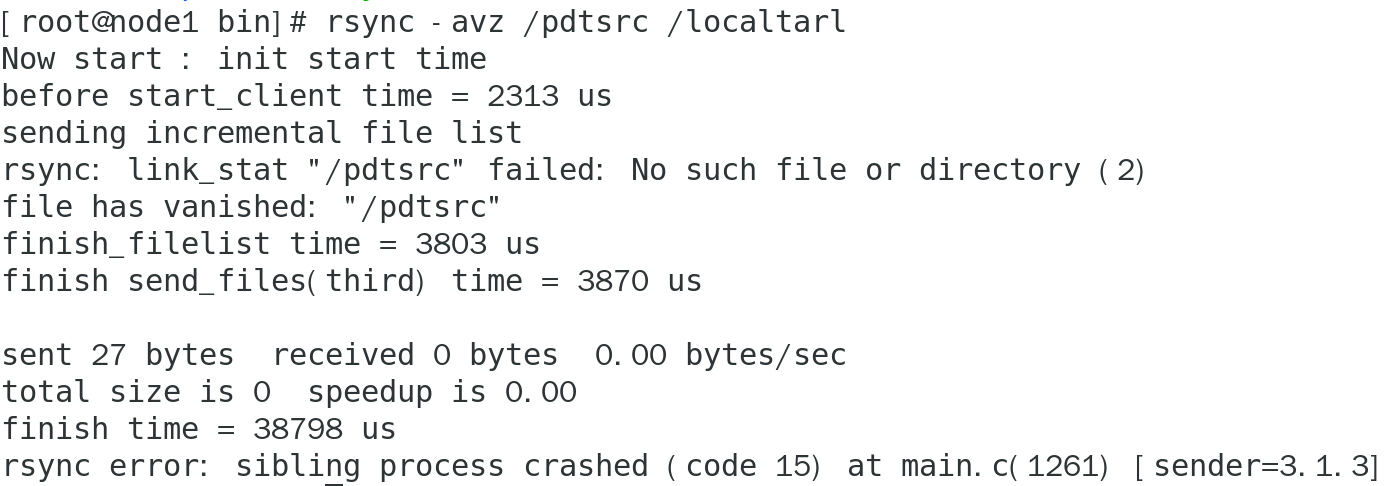 [root@node1 bin]# rsync -avz /pdtsrc /localtarl
Now start : init start time
before start_client time = 2313 us
sending incremental file list
rsync: link_stat "/pdtsrc" failed: No such file or directory (2)
file has vanished: "/pdtsrc"
finish_filelist time = 3803 us
finish send_files(third) time = 3870 us
sent 27 bytes  received 0 bytes  0.00 bytes/sec
total size is 0  speedup is 0.00
finish time = 38798 us
rsync error: sibling process crashed (code 15) at main.c(1261) [sender=3.1.3]